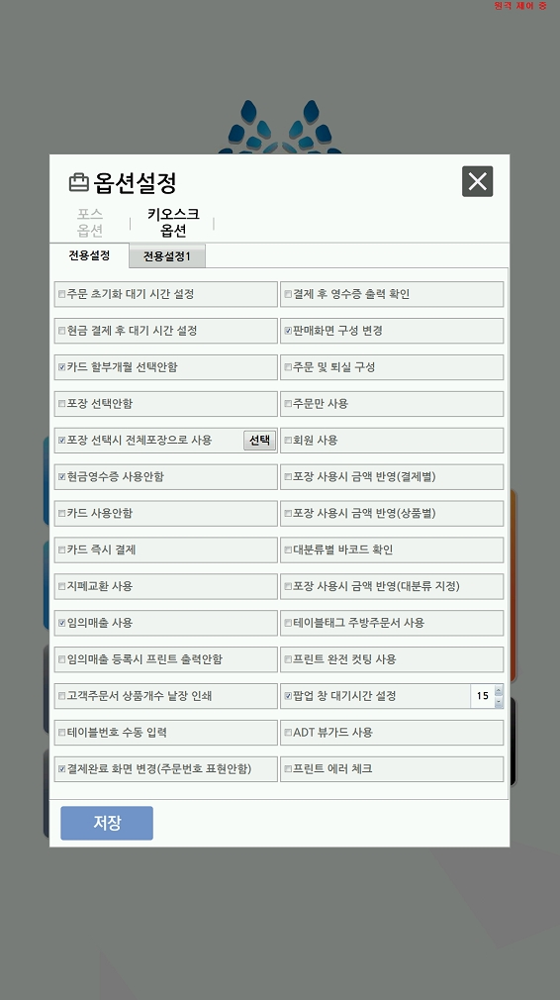 원격 제어 중
옵션설정
포스
옵션
키오스크
옵션
전용설정
전용설정1
주문 초기화 대기 시간 설정
결제 후 영수증 출력 확인
현금 결제 후 대기 시간 설정
판매화면 구성 변경
카드 할부개월 선택안함
주문 및 퇴실 구성
포장 선택안함
주문만 사용
포장 선택시 전체포장으로 사용 선택
회원 사용
현금영수증 사용안함
포장 사용시 금액 반영(결제별)
카드 사용안함
포장 사용시 금액 반영(상품별)
카드 즉시 결제
대분류별 바코드 확인
지폐교환 사용
포장 사용시 금액 반영(대분류 지정)
임의매출 사용
테이블태그 주방주문서 사용
임의매출 등록시 프린트 출력안함
프린트 완전 컷팅 사용
고객주문서 상품개수 낱장 인쇄
팝업 창 대기시간 설정 15
테이블번호 수동 입력
ADT 뷰가드 사용
결제완료 화면 변경(주문번호 표현안함)
프린트 에러 체크
저장